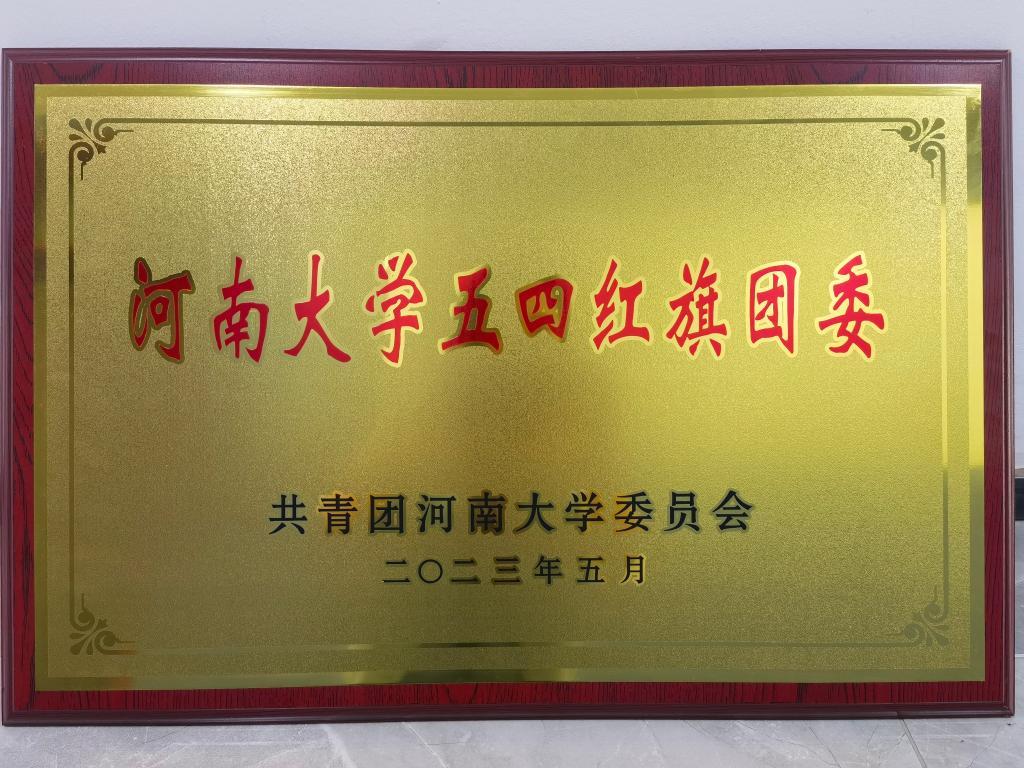 河南大学五四红旗团委
共青团河南大学委员会
二〇二三年五月